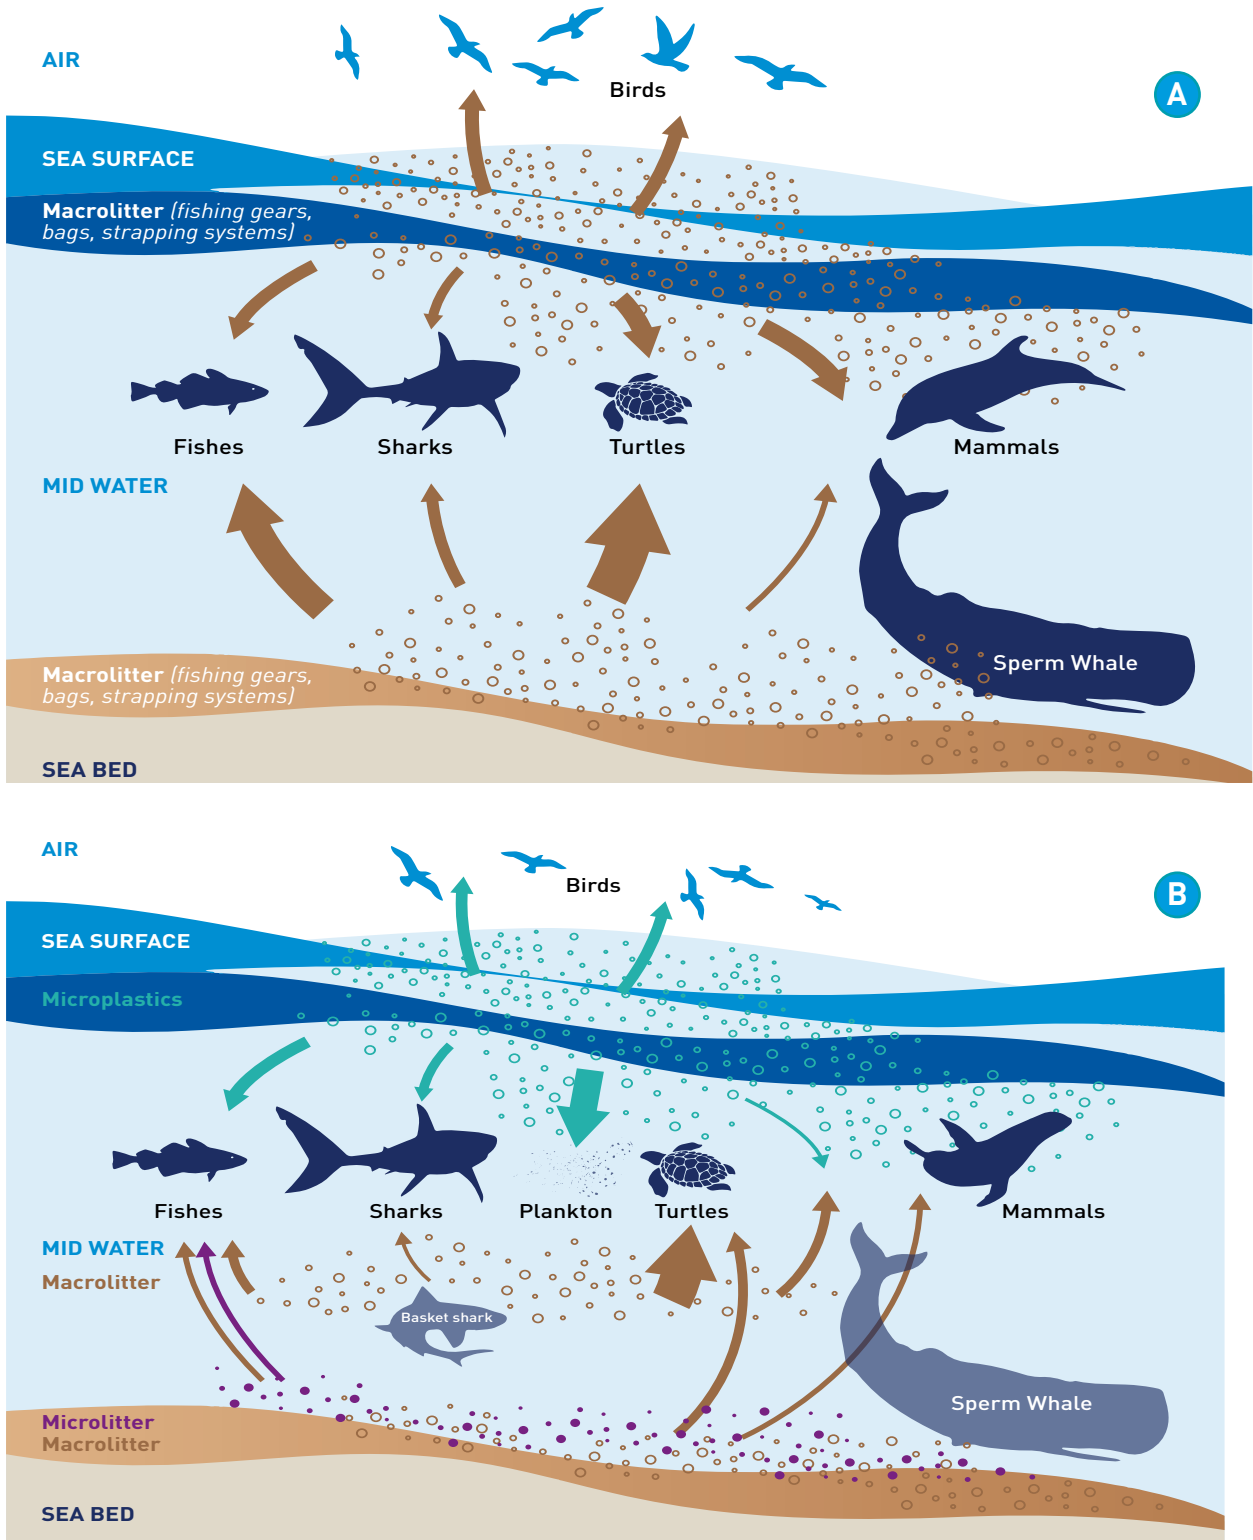 AIR
Birds
A
SEA SURFACE
Macrolitter (fishing gears,
bags, strapping systems)
Fishes
Sharks
Turtles
Mammals
MID WATER
Sperm Whale
Macrolitter (fishing gears,
bags, strapping systems)
SEA BED
AIR
Birds
B
SEA SURFACE
Microplastics
Fishes
Sharks
Plankton
Turtles
Mammals
MID WATER
Macrolitter
Basket shark
Sperm Whale
Microlitter
Macrolitter
SEA BED